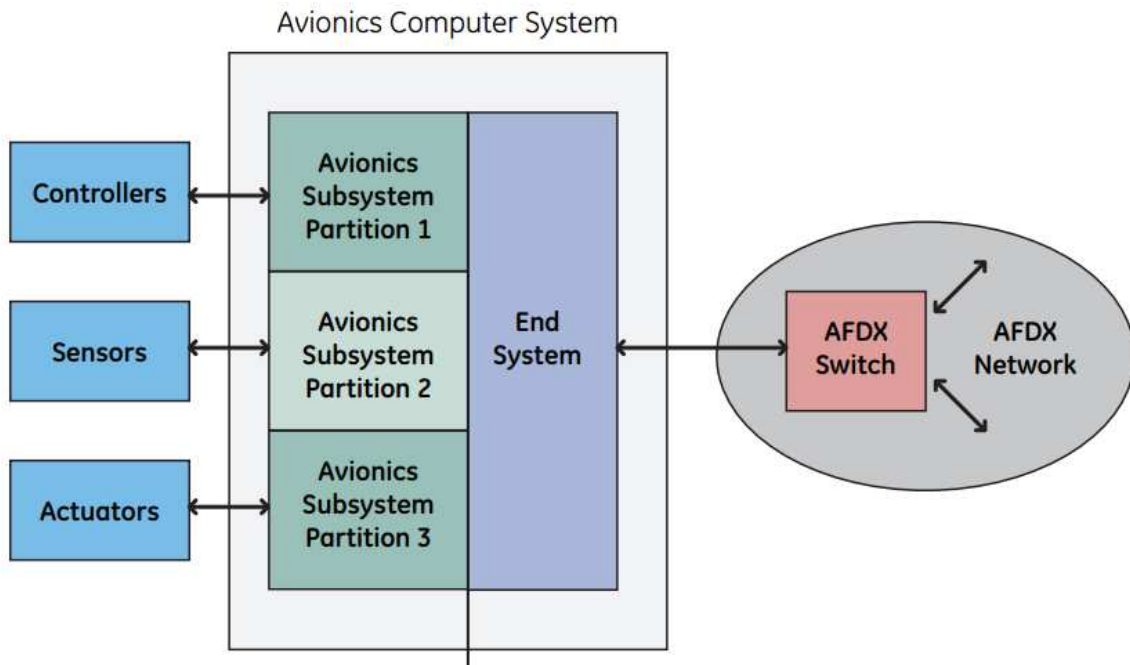 Avionics Computer System
Controllers
Avionics
Subsystem
Partition 1
Sensors
Avionics
Subsystem
Partition 2
Actuators
Avionics
Subsystem
Partition 3
End
System
AFDX
Switch
AFDX
Network